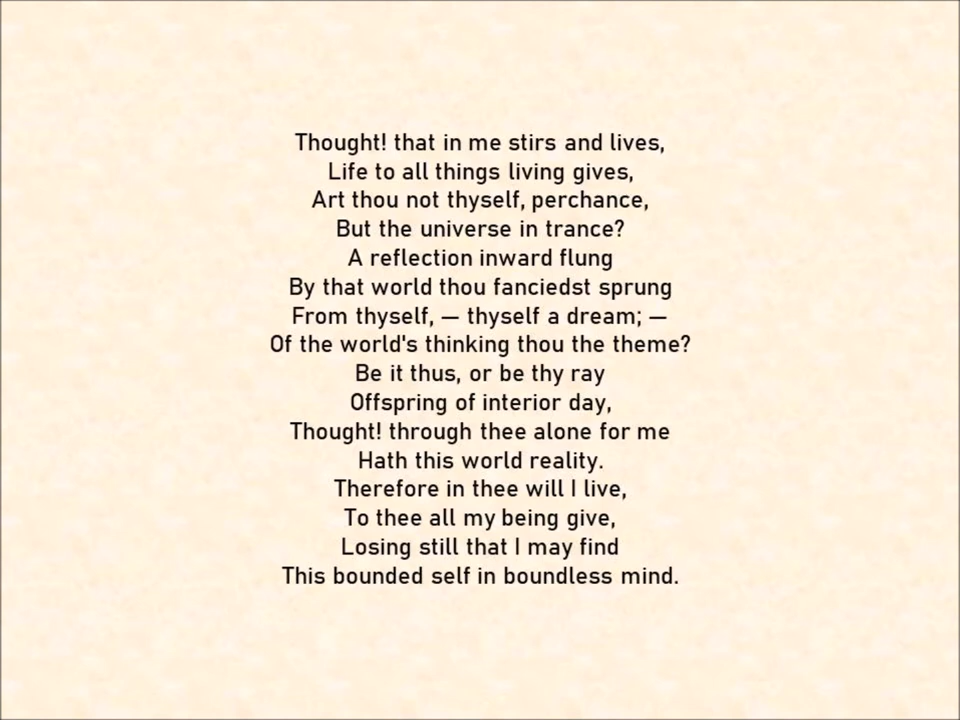 Thought! that in me stirs and lives,
Life to all things living gives,
Art thou not thyself, perchance,
But the universe in trance?
A reflection inward flung
By that world thou fanciedst sprung
From thyself, — thyself a dream; —
Of the world's thinking thou the theme?
Be it thus, or be thy ray
Offspring of interior day,
Thought! through thee alone for me
Hath this world reality.
Therefore in thee will I live,
To thee all my being give,
Losing still that I may find
This bounded self in boundless mind.